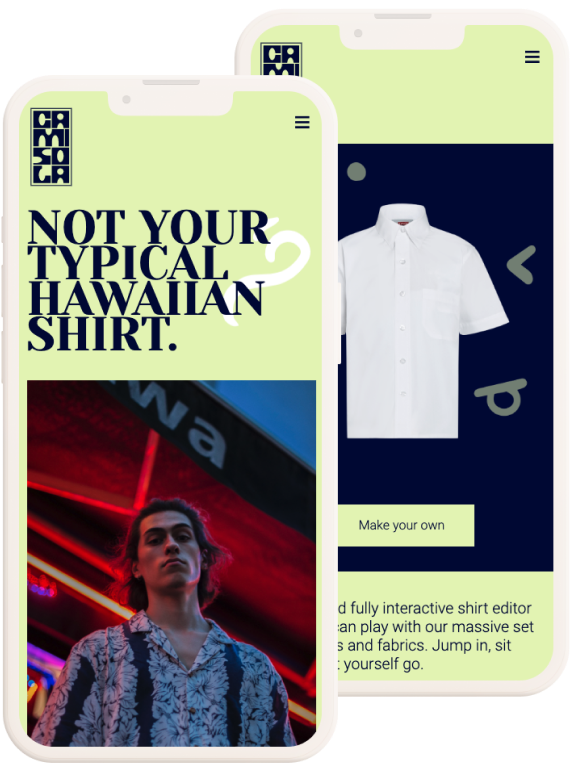 CA
MI
SO
LA
NOT YOUR
TYPICAL
HAWAIIAN
SHIRT.
wa
CA
MI
Make your own
d fully interactive shirt editor
can play with our massive set
s and fabrics. Jump in, sit
t yourself go.